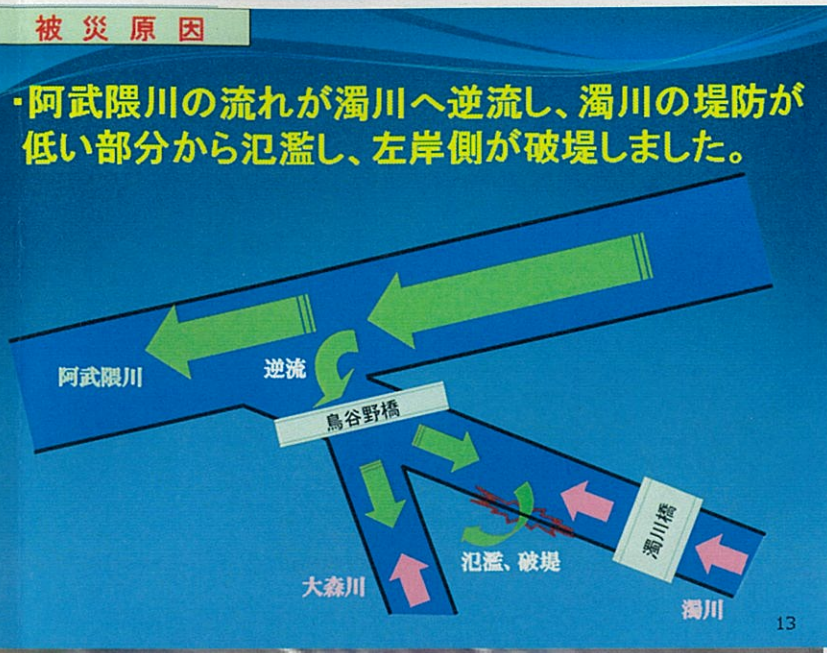 被災原因
・阿武隈川の流れが濁川へ逆流し、濁川の堤防が
低い部分から氾濫し、左岸側が破堤しました。
阿武隈川
逆流
鳥谷野橋
濁川橋
氾濫、破堤
大森川
濁川
13